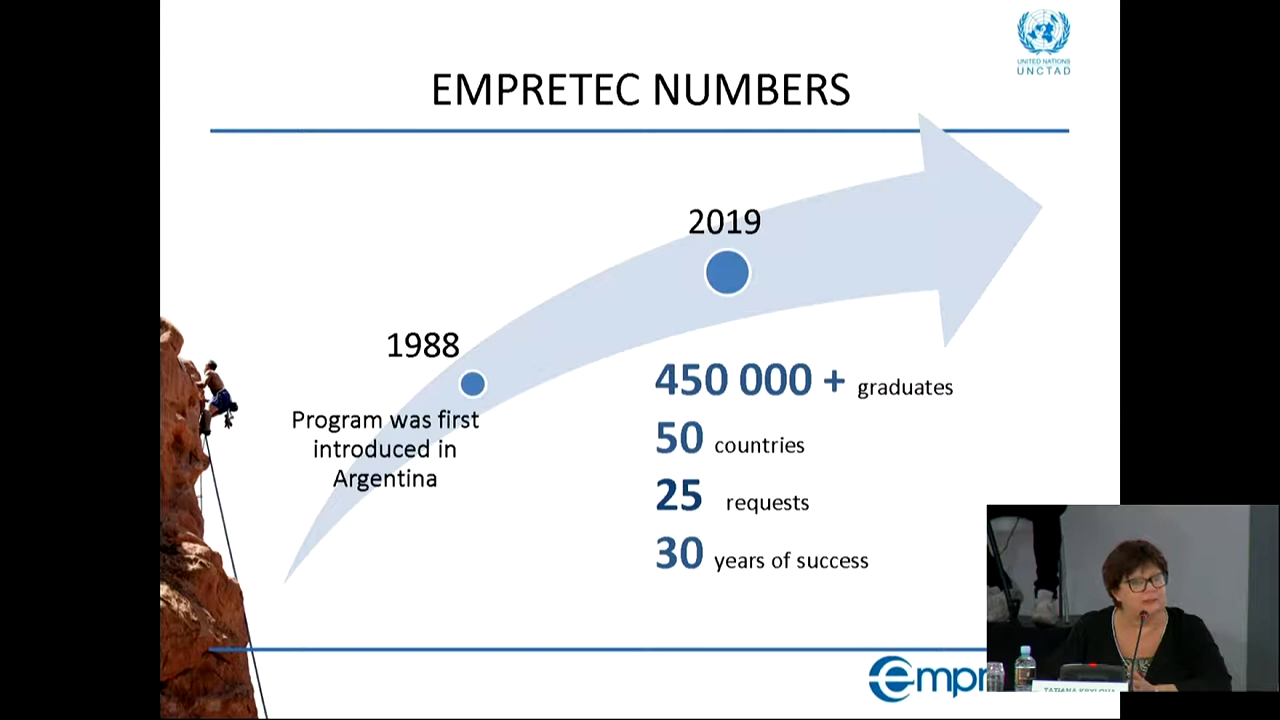 UNITED NATIONS
UNCTAD
EMPRETEC NUMBERS
2019
1988
Program was first
introduced in
Argentina
450 000 + graduates
50 countries
25 requests
30 years of success
empr